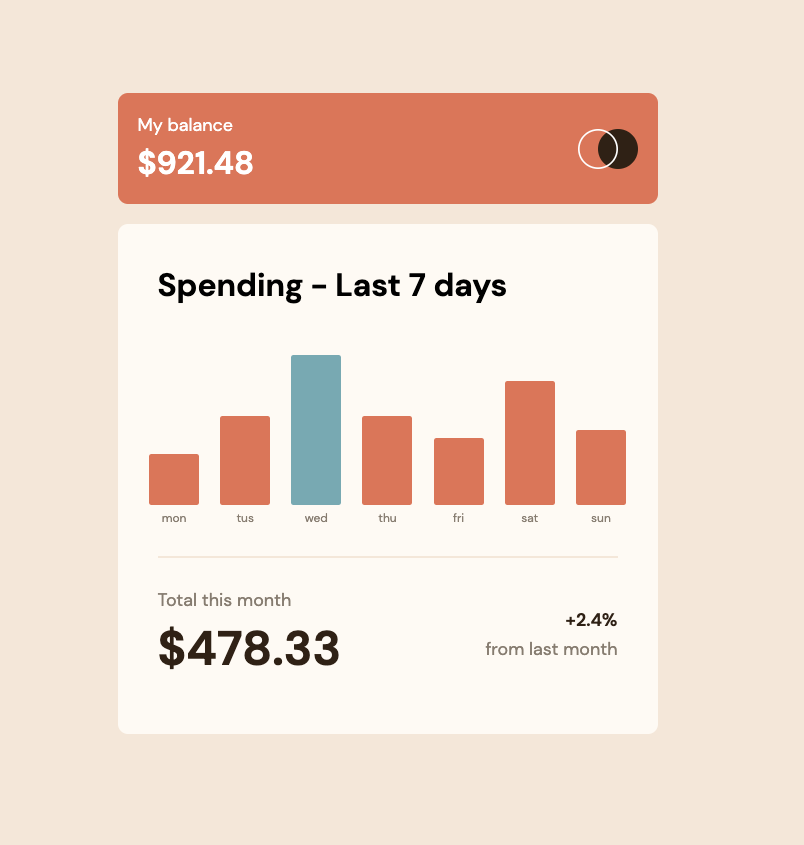 My balance
$921.48
Spending - Last 7 days
mon tus wed thu fri sat sun
Total this month
$478.33
+2.4%
from last month